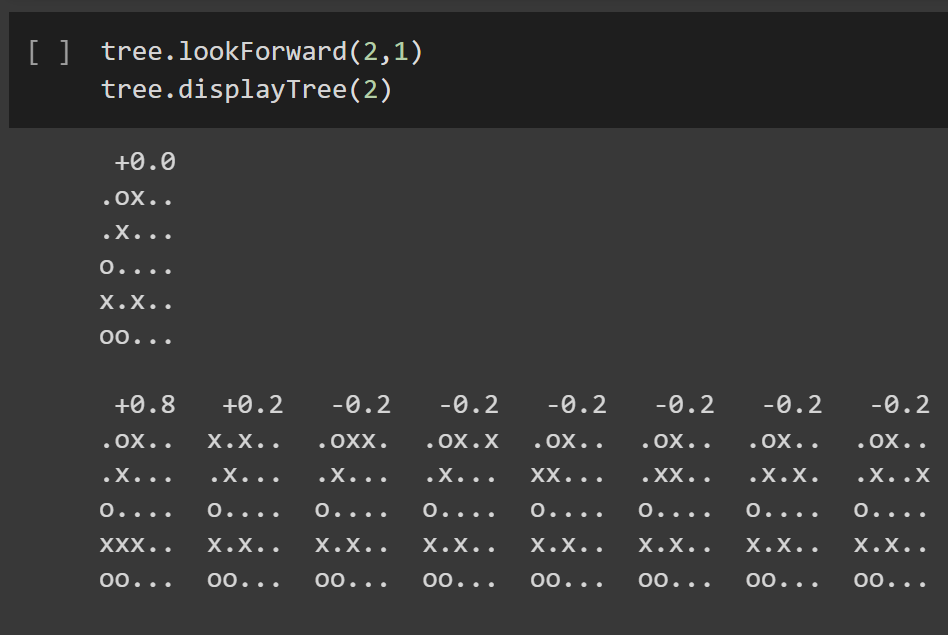 [ ] tree.lookForward(2,1)
tree.displayTree(2)
+0.0
.ox..
.x...
o....
x.x..
oo...
+0.8 +0.2 -0.2 -0.2 -0.2 -0.2 -0.2 -0.2
.ox.. x.x.. .oxx. .ox.x .ox.. .ox.. .ox.. .ox..
.x... .x... .x... .x... xx... .xx.. .x.x. .x..x
o.... o.... o.... o.... o.... o.... o.... o....
xxx.. x.x.. x.x.. x.x.. x.x.. x.x.. x.x.. x.x..
oo... oo... oo... oo... oo... oo... oo... oo...